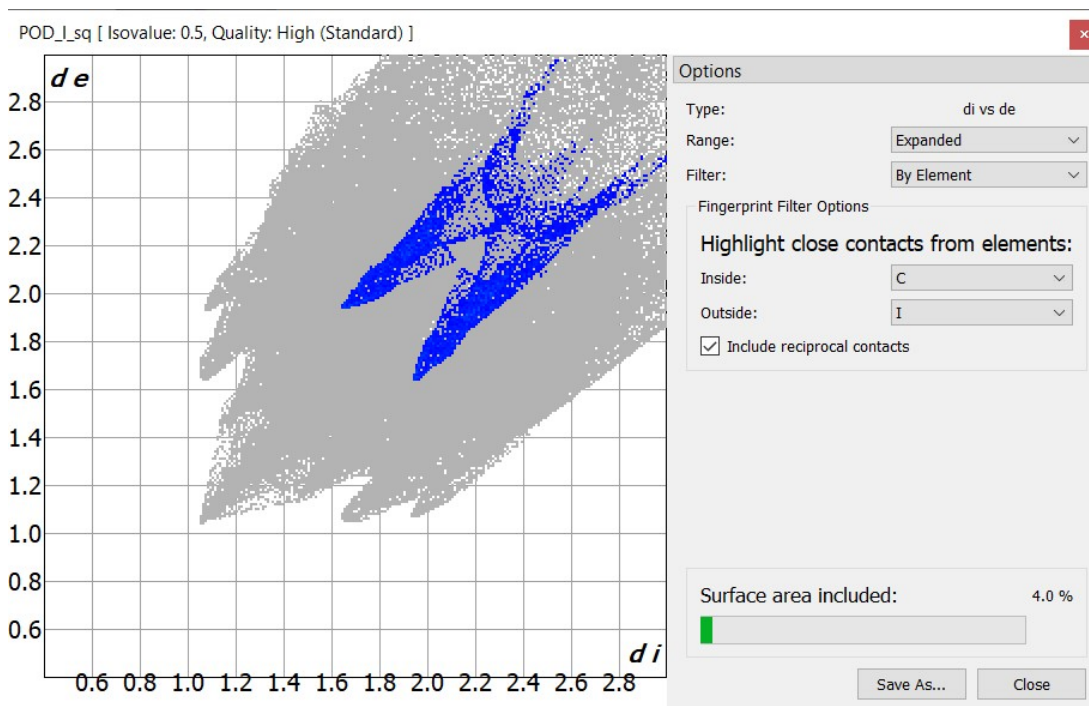 POD_I_sq [ Isovalue: 0.5, Quality: High (Standard) ]
d e
2.8
2.6
2.4
2.2
2.0
1.8
1.6
1.4
1.2
1.0
0.8
0.6
d i
0.6 0.8 1.0 1.2 1.4 1.6 1.8 2.0 2.2 2.4 2.6 2.8
Options
Type: di vs de
Range: Expanded
Filter: By Element
Fingerprint Filter Options
Highlight close contacts from elements:
Inside: C
Outside: I
Include reciprocal contacts
Surface area included: 4.0 %
Save As... Close